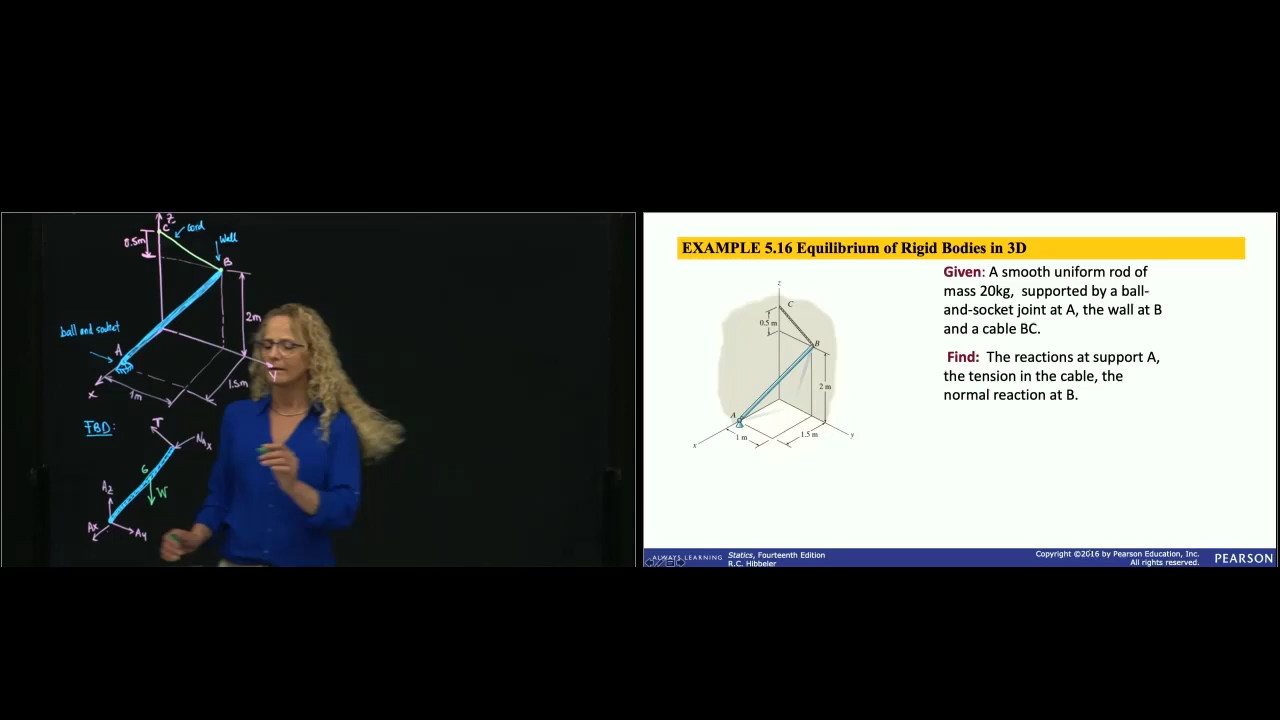 Z
C
cord
0.5m
Wall
B
2m
ball and socket
A
Y
X
1m
1.5m
FBD:
T
NAx
G
W
Az
Ax
Ay
EXAMPLE 5.16 Equilibrium of Rigid Bodies in 3D
z
C
0.5 m
B
2 m
A
x
1 m
1.5 m
y
Given: A smooth uniform rod of
mass 20kg, supported by a ball-
and-socket joint at A, the wall at B
and a cable BC.
Find: The reactions at support A,
the tension in the cable, the
normal reaction at B.
ALWAYS LEARNING
Statics, Fourteenth Edition
R.C. Hibbeler
Copyright ©2016 by Pearson Education, Inc.
All rights reserved.
PEARSON